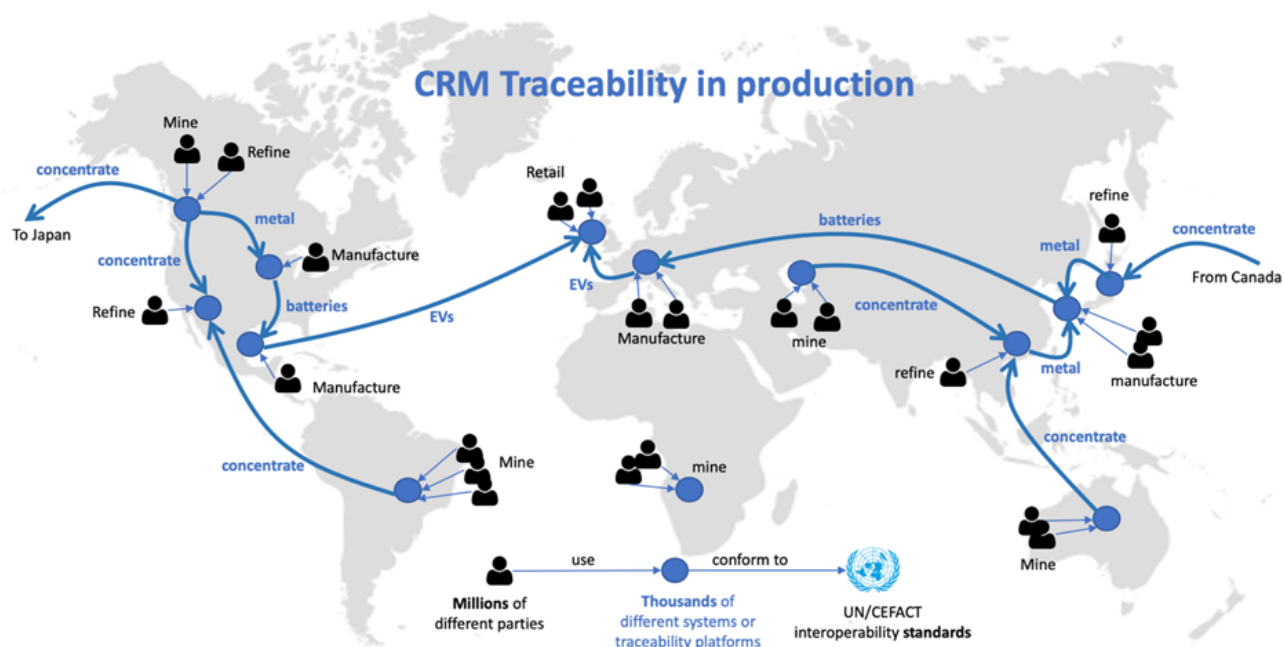 CRM Traceability in production
Mine
Refine
concentrate
To Japan
metal
Manufacture
concentrate
Refine
batteries
Manufacture
EVs
concentrate
Mine
Retail
EVs
Manufacture
batteries
mine
concentrate
mine
refine
metal
concentrate
From Canada
refine
metal
manufacture
concentrate
Mine
use
conform to
Millions of
different parties
Thousands of
different systems or
traceability platforms
UN/CEFACT
interoperability standards